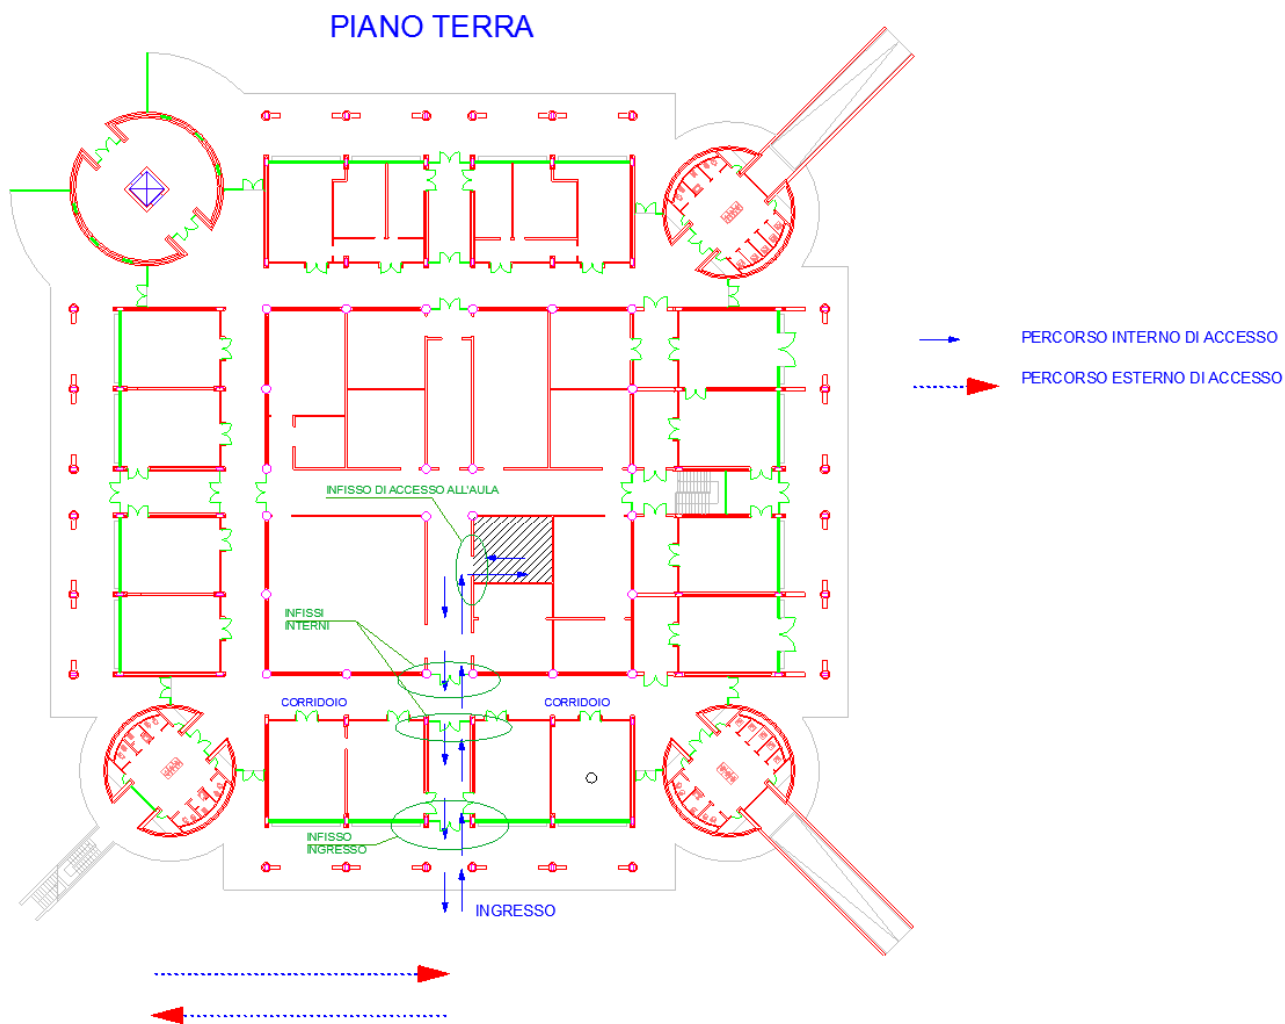 PIANO TERRA
PERCORSO INTERNO DI ACCESSO
PERCORSO ESTERNO DI ACCESSO
INFISSO DI ACCESSO ALL'AULA
INFISSI
INTERNI
CORRIDOIO
CORRIDOIO
INFISSO
INGRESSO
INGRESSO